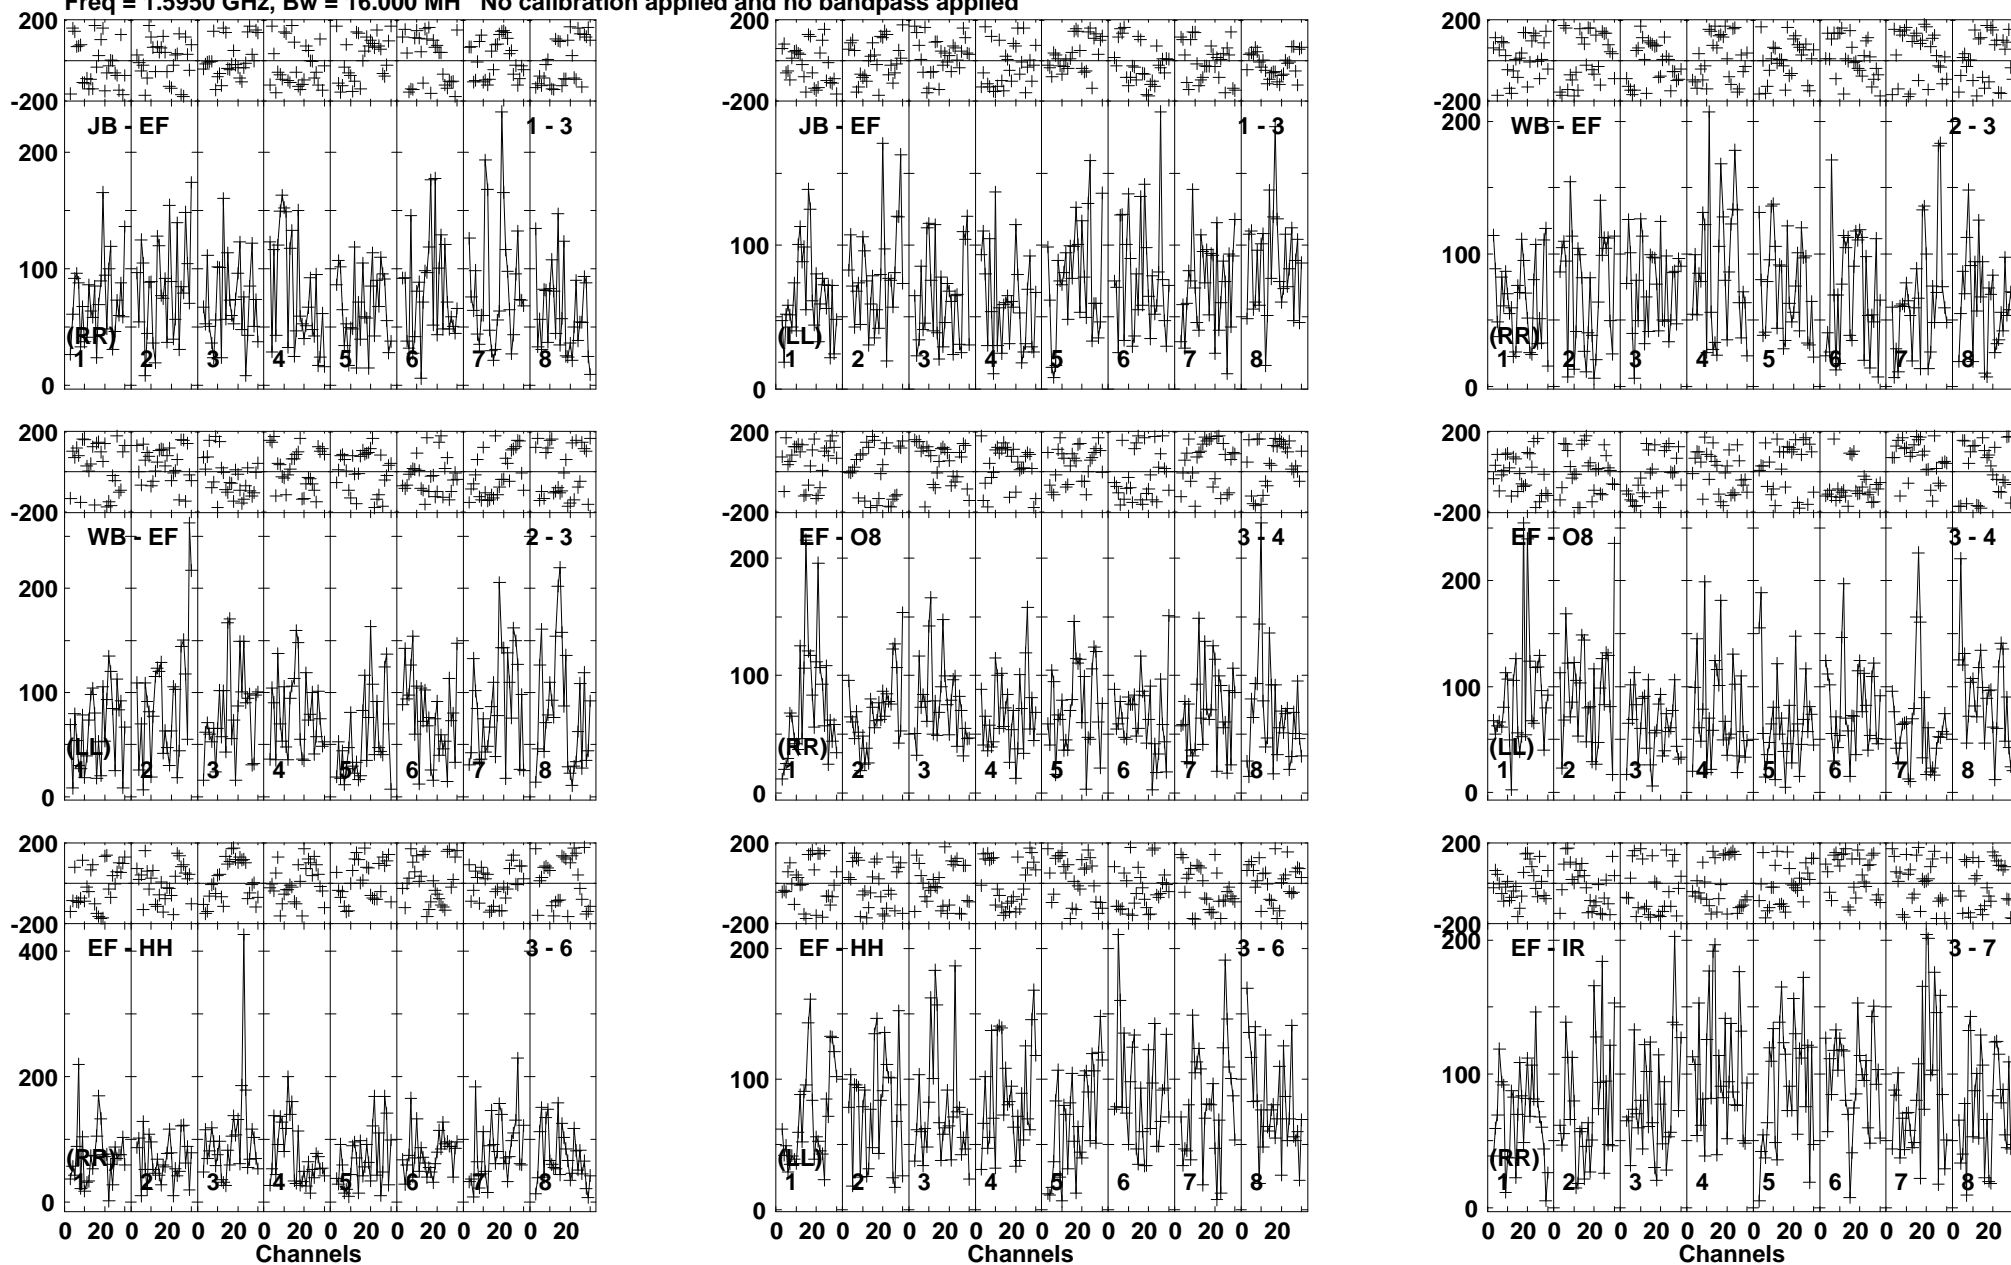 Freq = 1.5950 GHz, Bw = 16.000 MH No calibration applied and no bandpass applied
200 200 200
-200 -200 -200
JB - EF 1 - 3 JB - EF 1 - 3 WB - EF 2 - 3
200 200
100 100 100
(RR) (LL) (RR)
1 2 3 4 5 6 7 8 1 2 3 4 5 6 7 8 1 2 3 4 5 6 7 8
0 0 0
200 200 200
-200 -200 -200
WB - EF 2 - 3 EF - O8 3 - 4 EF - O8 3 - 4
200 200 200
100 100 100
(LL) (RR) (LL)
1 2 3 4 5 6 7 8 1 2 3 4 5 6 7 8 1 2 3 4 5 6 7 8
0 0 0
200 200 200
-200 -200 -200
EF - HH 3 - 6 EF - HH 3 - 6 EF - IR 3 - 7
400 200 200
200 100 100
(RR) (LL) (RR)
1 2 3 4 5 6 7 8 1 2 3 4 5 6 7 8 1 2 3 4 5 6 7 8
0 0 0
0 20 0 20 0 20 0 20 0 20 0 20 0 20 0 20 0 20 0 20 0 20 0 20 0 20 0 20 0 20 0 20 0 20 0 20 0 20 0 20 0 20 0 20 0 20 0 20
Channels Channels Channels